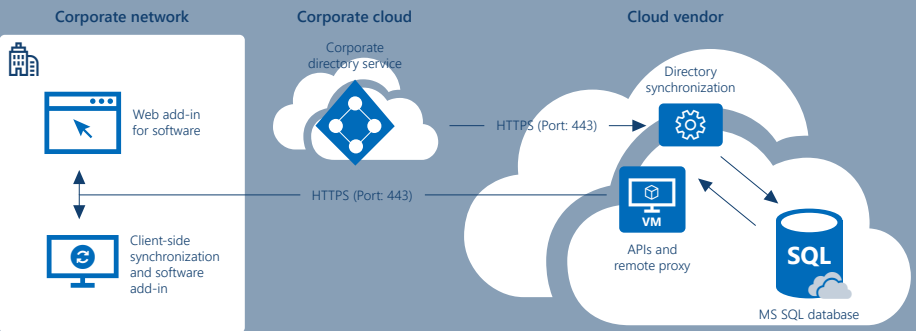 Corporate network
Corporate cloud
Cloud vendor
Corporate
directory service
Directory
synchronization
Web add-in
for software
HTTPS (Port: 443)
HTTPS (Port: 443)
VM
Client-side
synchronization
and software
add-in
APIs and
remote proxy
SQL
MS SQL database